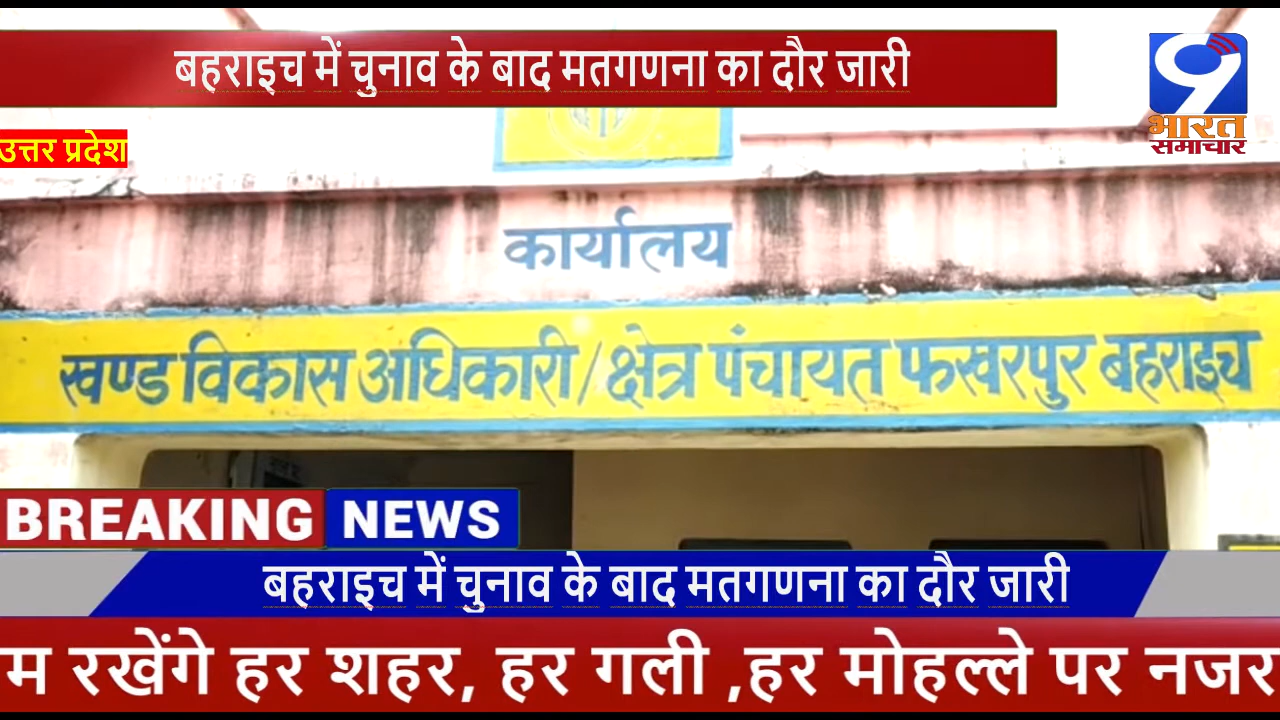 बहराइच में चुनाव के बाद मतगणना का दौर जारी
9
भारत
समाचार
उत्तर प्रदेश
कार्यालय
खण्ड विकास अधिकारी/क्षेत्र पंचायत फखरपुर बहराइच
BREAKING NEWS
बहराइच में चुनाव के बाद मतगणना का दौर जारी
म रखेंगे हर शहर, हर गली ,हर मोहल्ले पर नजर